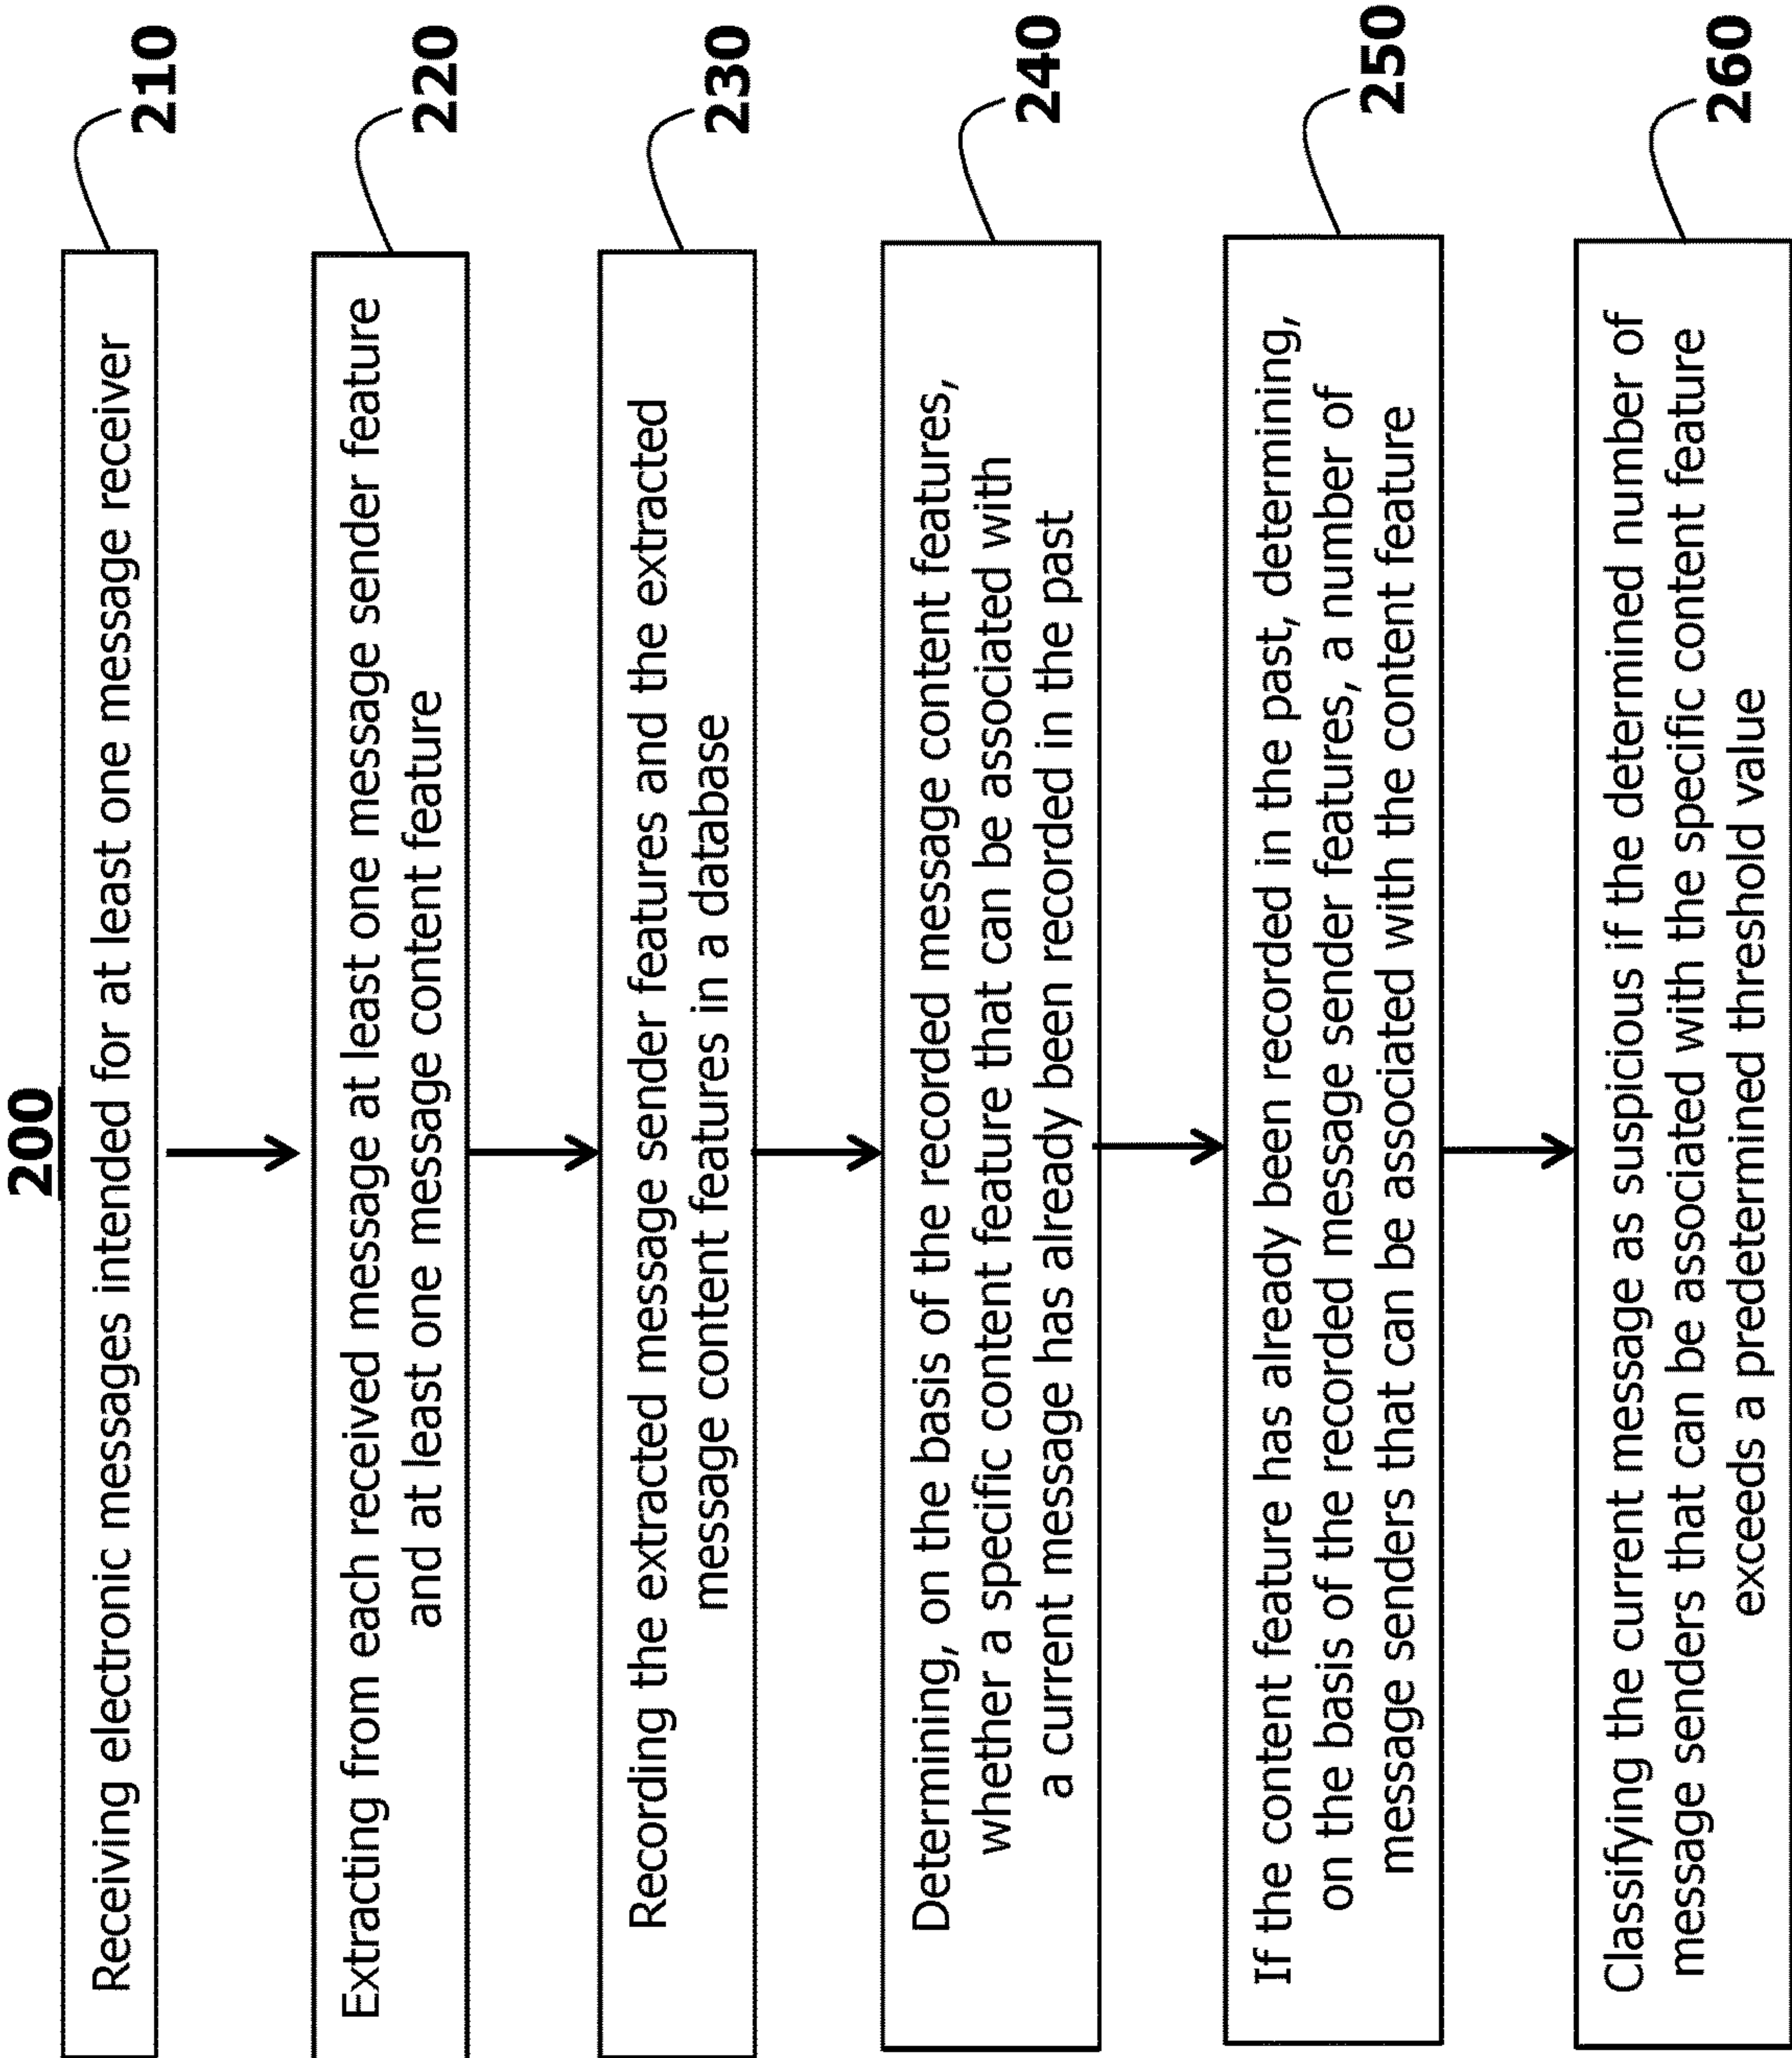 200
Receiving electronic messages intended for at least one message receiver
210
Extracting from each received message at least one message sender feature
and at least one message content feature
220
Recording the extracted message sender features and the extracted
message content features in a database
230
Determining, on the basis of the recorded message content features,
whether a specific content feature that can be associated with
a current message has already been recorded in the past
240
If the content feature has already been recorded in the past, determining,
on the basis of the recorded message sender features, a number of
message senders that can be associated with the content feature
250
Classifying the current message as suspicious if the determined number of
message senders that can be associated with the specific content feature
exceeds a predetermined threshold value
260